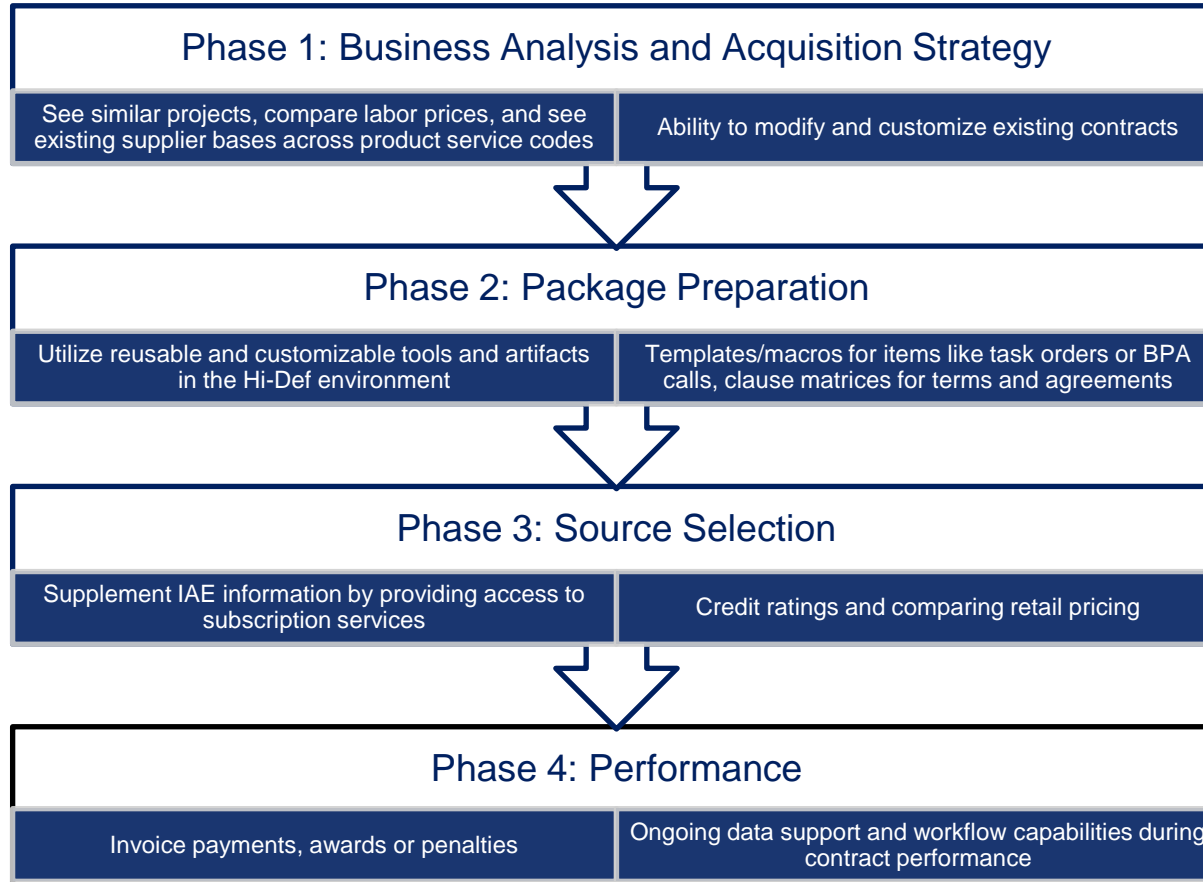 Phase 1: Business Analysis and Acquisition Strategy
See similar projects, compare labor prices, and see
existing supplier bases across product service codes
Ability to modify and customize existing contracts
Phase 2: Package Preparation
Utilize reusable and customizable tools and artifacts
in the Hi-Def environment
Templates/macros for items like task orders or BPA
calls, clause matrices for terms and agreements
Phase 3: Source Selection
Supplement IAE information by providing access to
subscription services
Credit ratings and comparing retail pricing
Phase 4: Performance
Invoice payments, awards or penalties
Ongoing data support and workflow capabilities during
contract performance